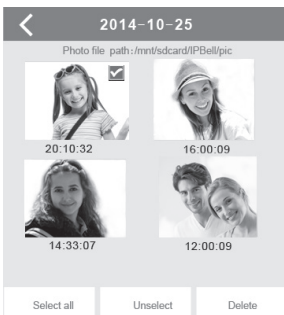 2014-10-25
Photo file path:/mnt/sdcard/IPBell/pic
20:10:32 16:00:09
14:33:07 12:00:09
Select all Unselect Delete